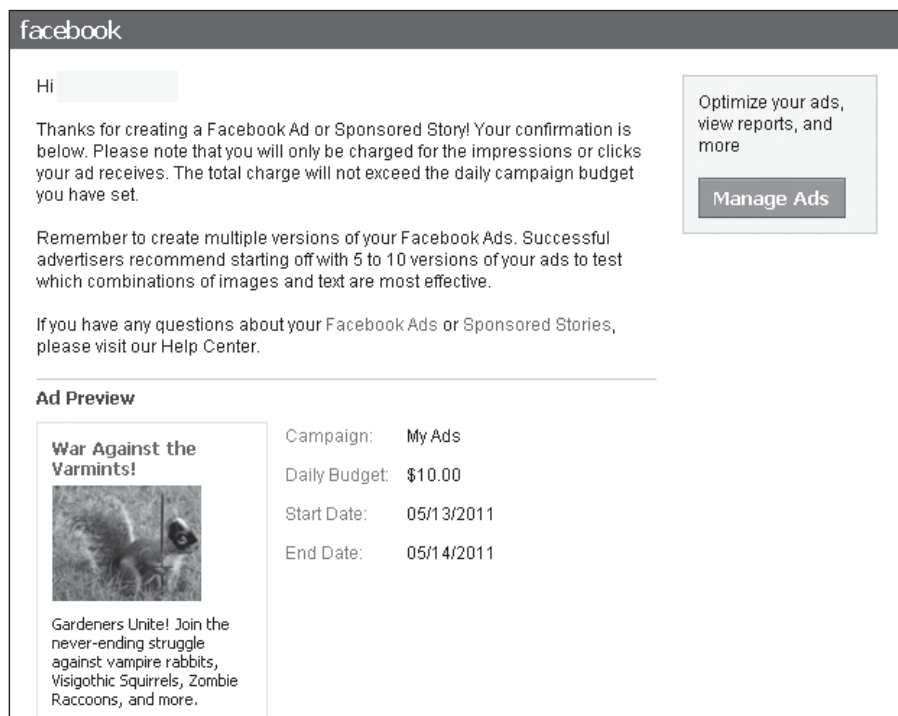 facebook
Hi
Thanks for creating a Facebook Ad or Sponsored Story! Your confirmation is
below. Please note that you will only be charged for the impressions or clicks
your ad receives. The total charge will not exceed the daily campaign budget
you have set.
Remember to create multiple versions of your Facebook Ads. Successful
advertisers recommend starting off with 5 to 10 versions of your ads to test
which combinations of images and text are most effective.
If you have any questions about your Facebook Ads or Sponsored Stories,
please visit our Help Center.
Optimize your ads,
view reports, and
more
Manage Ads
Ad Preview
War Against the
Varmints!
Gardeners Unite! Join the
never-ending struggle
against vampire rabbits,
Visigothic Squirrels, Zombie
Raccoons, and more.
Campaign: My Ads
Daily Budget: $10.00
Start Date: 05/13/2011
End Date: 05/14/2011